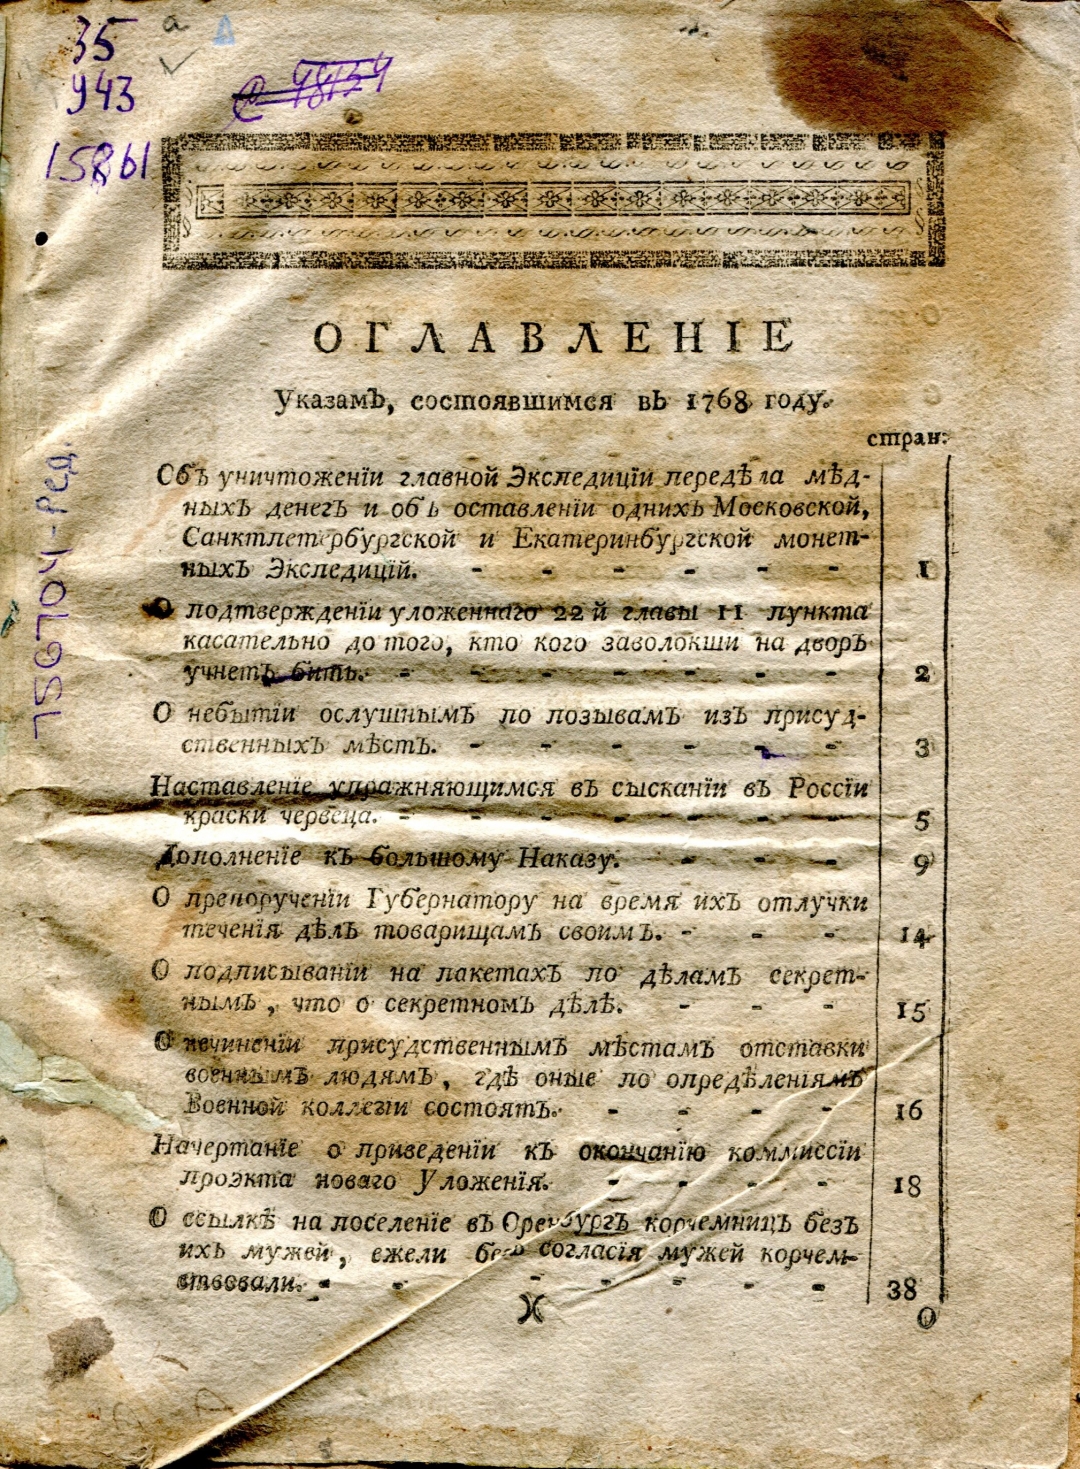 35
943
15861
756704-Ред.
ОГЛАВЛЕНІЕ
Указамъ, состоявшимся въ 1768 году.
стран:
Объ уничтоженіи главной Экспедиціи передѣла мѣд-
ныхъ денегъ и объ оставленіи однихъ Московской,
Санктпетербургской и Екатеринбургской монет-
ныхъ Экспедицій. - - - - - - 1
О подтвержденіи уложеннаго 22 й главы 11 пункта
касательно до того, кто кого заволокши на дворъ
учнетъ бить. - - - - - - - 2
О небытіи ослушнымъ по позывамъ изъ присуд-
ственныхъ мѣстъ. - - - - - - 3
Наставленіе упражняющимся въ сысканіи въ Россіи
краски червеца. - - - - - - - 5
Дополненіе къ большому Наказу. - - - 9
О препорученіи Губернатору на время ихъ отлучки
теченія дѣлъ товарищамъ своимъ. - - - 14
О подписываніи на пакетахъ по дѣламъ секрет-
нымъ, что о секретномъ дѣлѣ. - - - 15
О нечиненіи присудственнымъ мѣстамъ отставки
военнымъ людямъ, гдѣ оные по опредѣленіямъ
Военной коллегіи состоятъ. - - - - 16
Начертаніе о приведеніи къ окончанію коммиссіи
проэкта новаго Уложенія. - - - - 18
О ссылкѣ на поселеніе въ Оренбургъ корчемницъ безъ
ихъ мужей, ежели безъ согласія мужей корчем-
ствовали. - - - - - - - 38
)(
О